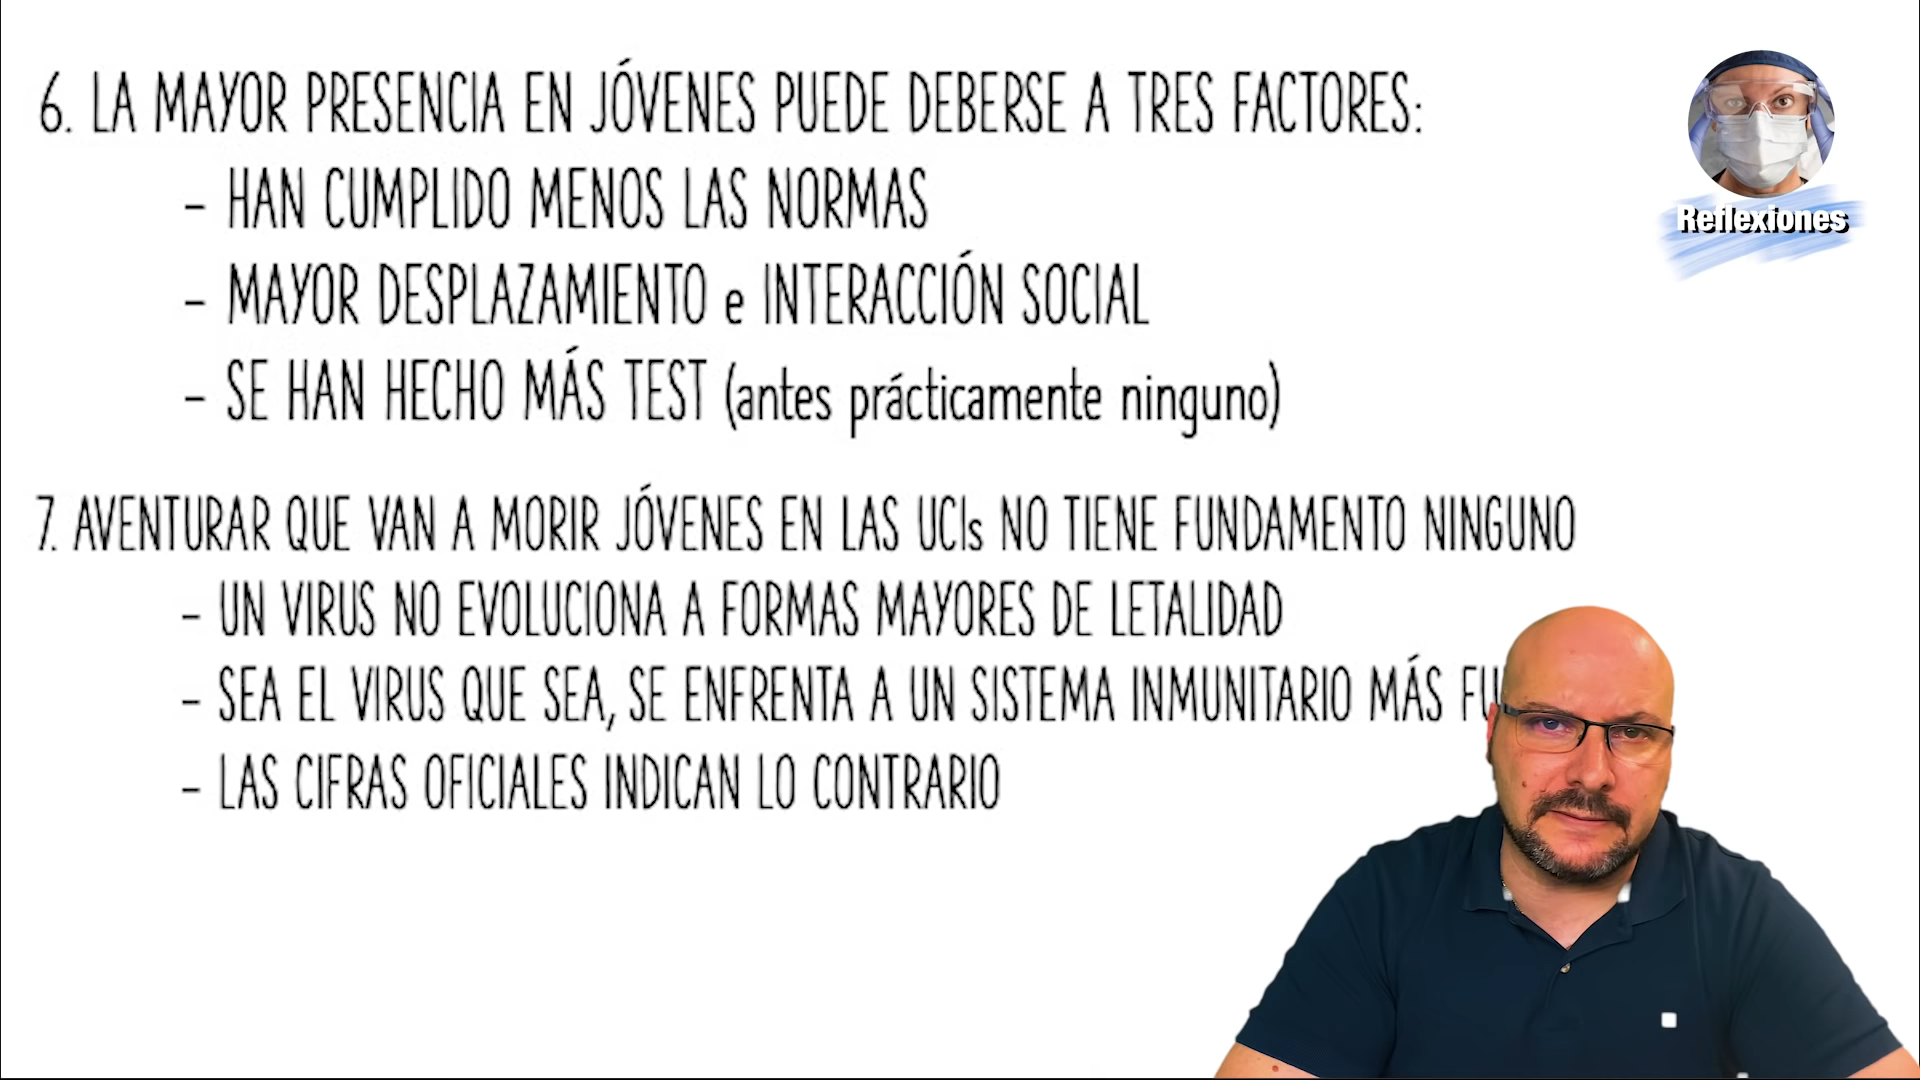 6. LA MAYOR PRESENCIA EN JÓVENES PUEDE DEBERSE A TRES FACTORES:
- HAN CUMPLIDO MENOS LAS NORMAS
- MAYOR DESPLAZAMIENTO e INTERACCIÓN SOCIAL
- SE HAN HECHO MÁS TEST (antes prácticamente ninguno)
7. AVENTURAR QUE VAN A MORIR JÓVENES EN LAS UCIs NO TIENE FUNDAMENTO NINGUNO
- UN VIRUS NO EVOLUCIONA A FORMAS MAYORES DE LETALIDAD
- SEA EL VIRUS QUE SEA, SE ENFRENTA A UN SISTEMA INMUNITARIO MÁS
- LAS CIFRAS OFICIALES INDICAN LO CONTRARIO
Reflexiones